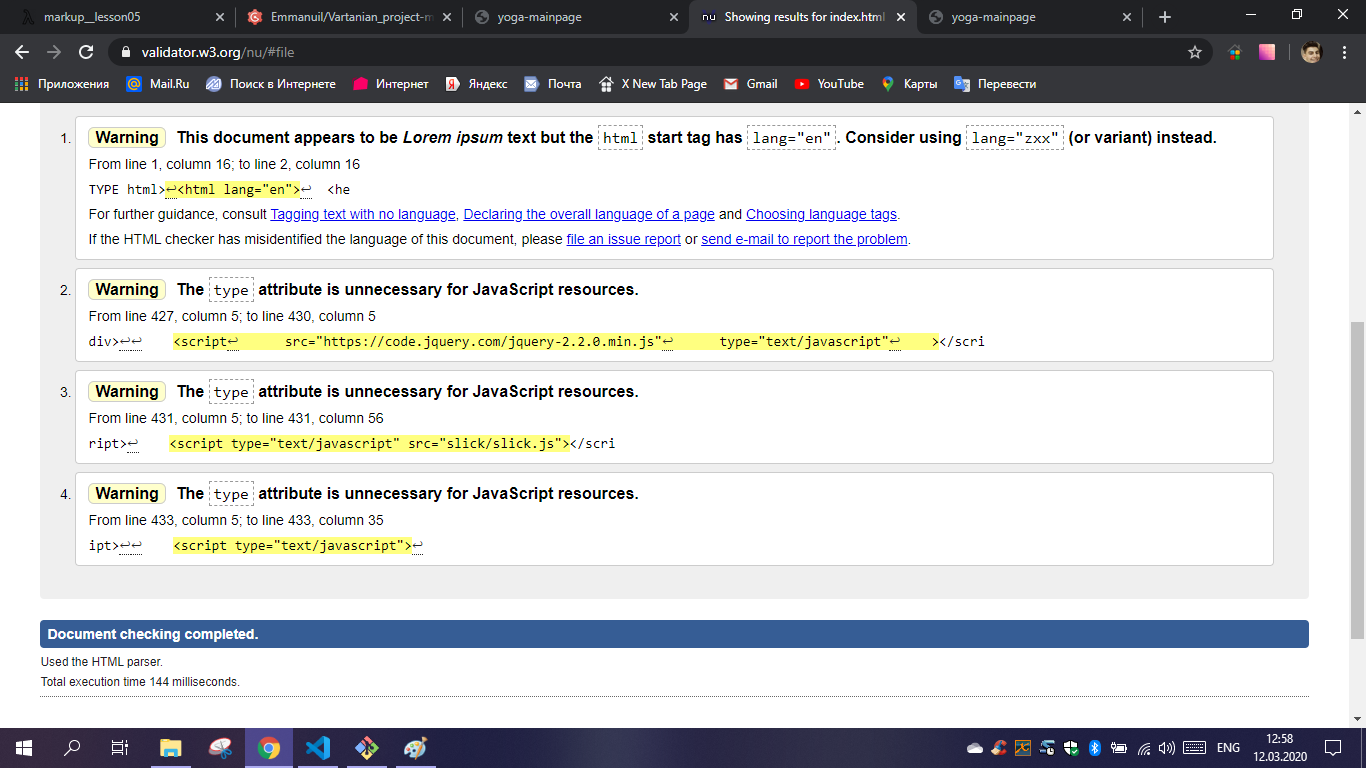 markup__lesson05
Emmanuil/Vartanian_project-m
yoga-mainpage
nu Showing results for index.html
yoga-mainpage
validator.w3.org/nu/#file
Приложения
Mail.Ru
Поиск в Интернете
Интернет
Яндекс
Почта
X New Tab Page
Gmail
YouTube
Карты
Перевести
1. Warning This document appears to be Lorem ipsum text but the html start tag has lang="en". Consider using lang="zxx" (or variant) instead.
From line 1, column 16; to line 2, column 16
TYPE html>↩<html lang="en">↩  <he
For further guidance, consult Tagging text with no language, Declaring the overall language of a page and Choosing language tags.
If the HTML checker has misidentified the language of this document, please file an issue report or send e-mail to report the problem.
2. Warning The type attribute is unnecessary for JavaScript resources.
From line 427, column 5; to line 430, column 5
div>↩↩    <script↩      src="https://code.jquery.com/jquery-2.2.0.min.js"↩      type="text/javascript"↩    ></scri
3. Warning The type attribute is unnecessary for JavaScript resources.
From line 431, column 5; to line 431, column 56
ript>↩    <script type="text/javascript" src="slick/slick.js"></scri
4. Warning The type attribute is unnecessary for JavaScript resources.
From line 433, column 5; to line 433, column 35
ipt>↩↩    <script type="text/javascript">↩
Document checking completed.
Used the HTML parser.
Total execution time 144 milliseconds.
ENG
12:58
12.03.2020